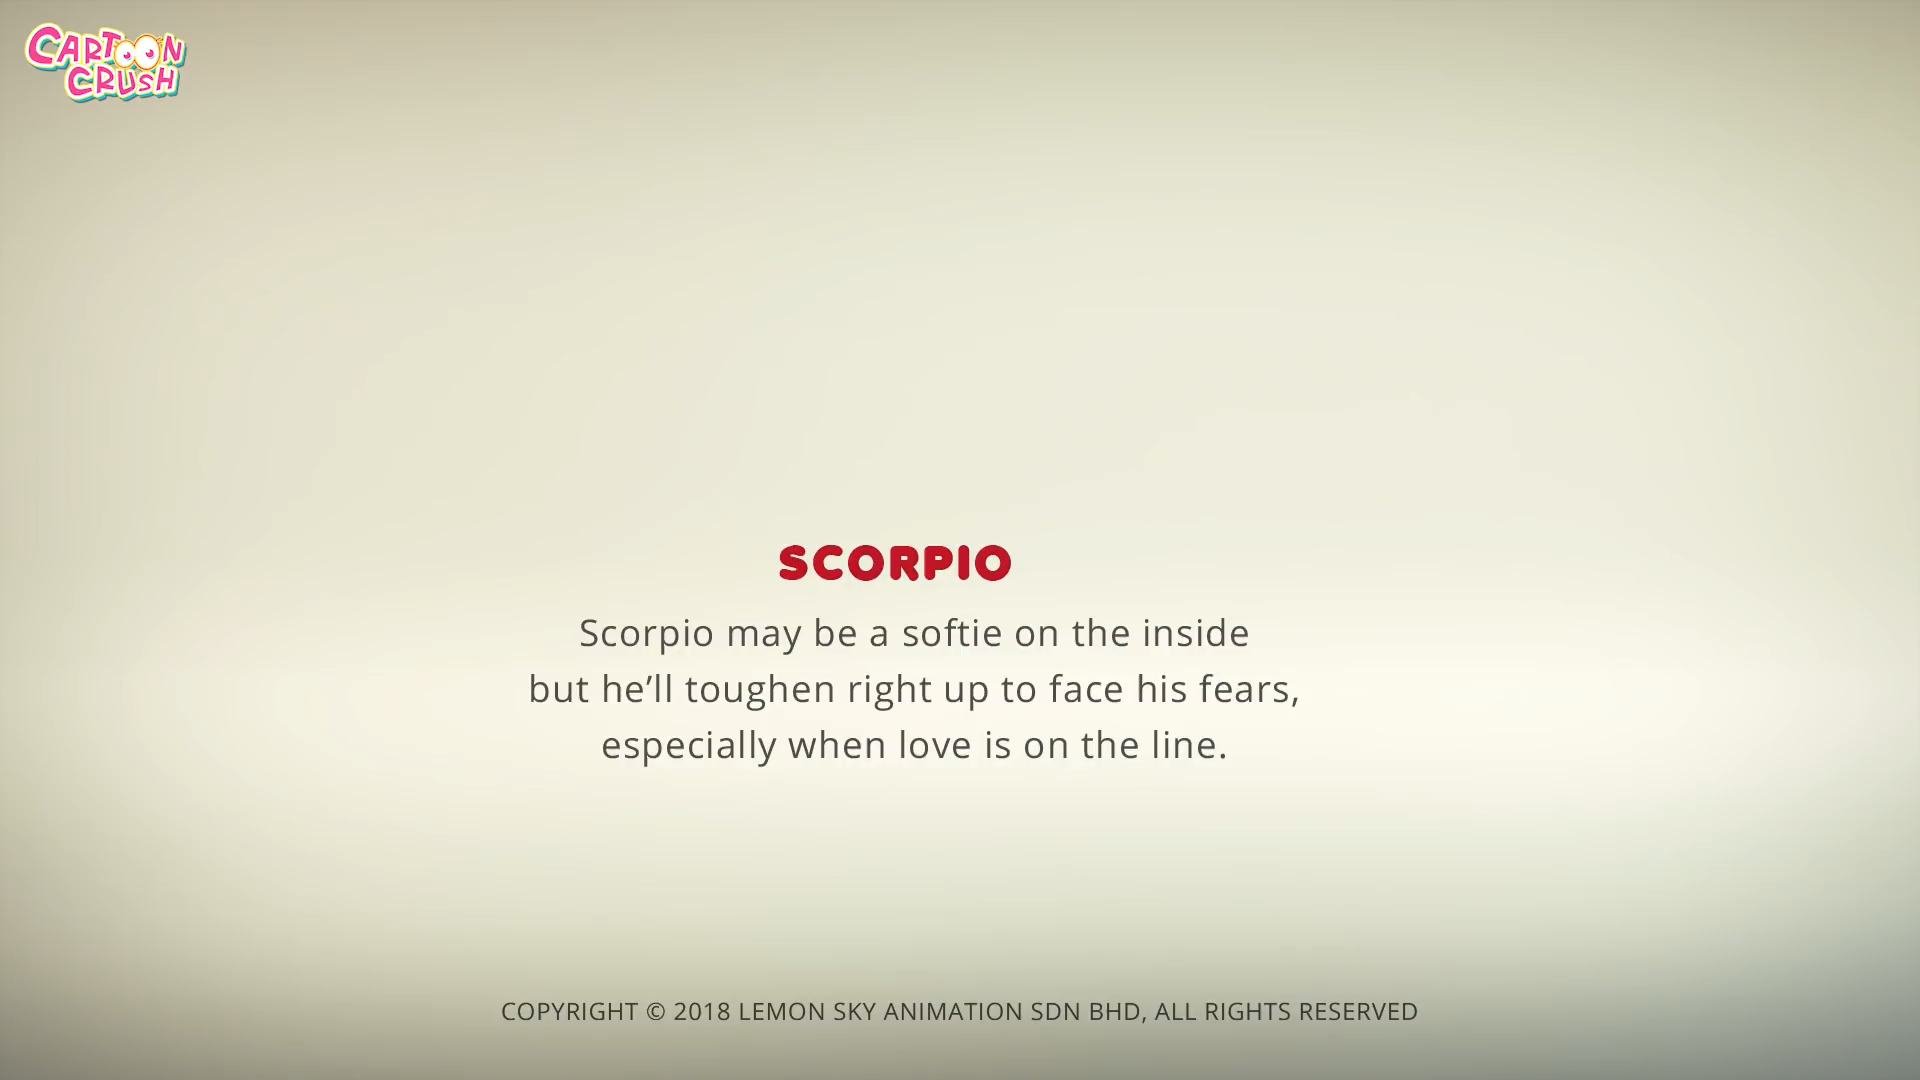 CARTOON
CRUSH
SCORPIO
Scorpio may be a softie on the inside
but he’ll toughen right up to face his fears,
especially when love is on the line.
COPYRIGHT © 2018 LEMON SKY ANIMATION SDN BHD, ALL RIGHTS RESERVED